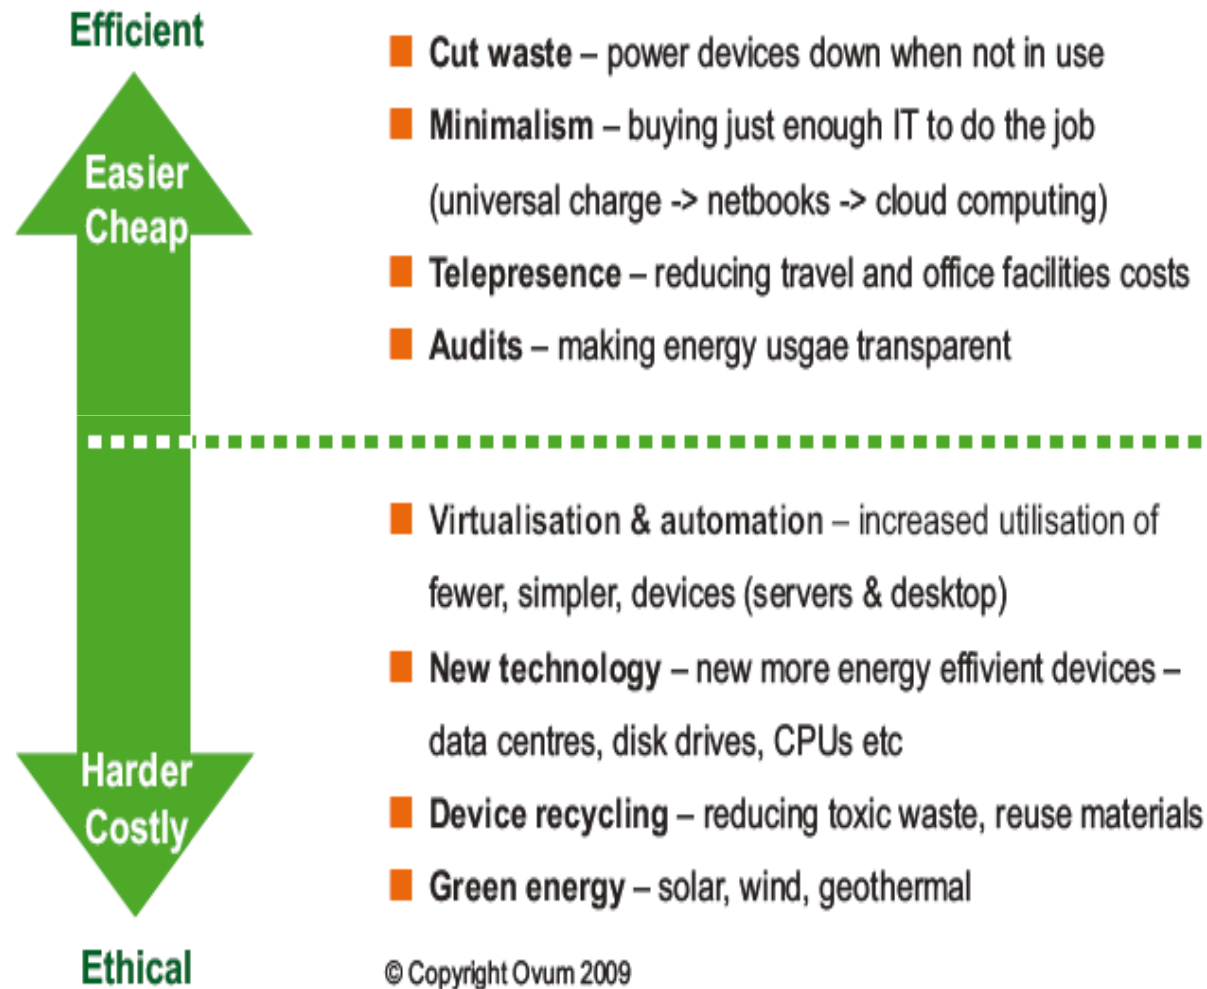 Efficient
Easier
Cheap
■ Cut waste – power devices down when not in use
■ Minimalism – buying just enough IT to do the job
(universal charge -> netbooks -> cloud computing)
■ Telepresence – reducing travel and office facilities costs
■ Audits – making energy usgae transparent
■ Virtualisation & automation – increased utilisation of
fewer, simpler, devices (servers & desktop)
■ New technology – new more energy effivient devices –
data centres, disk drives, CPUs etc
■ Device recycling – reducing toxic waste, reuse materials
■ Green energy – solar, wind, geothermal
Harder
Costly
Ethical
© Copyright Ovum 2009